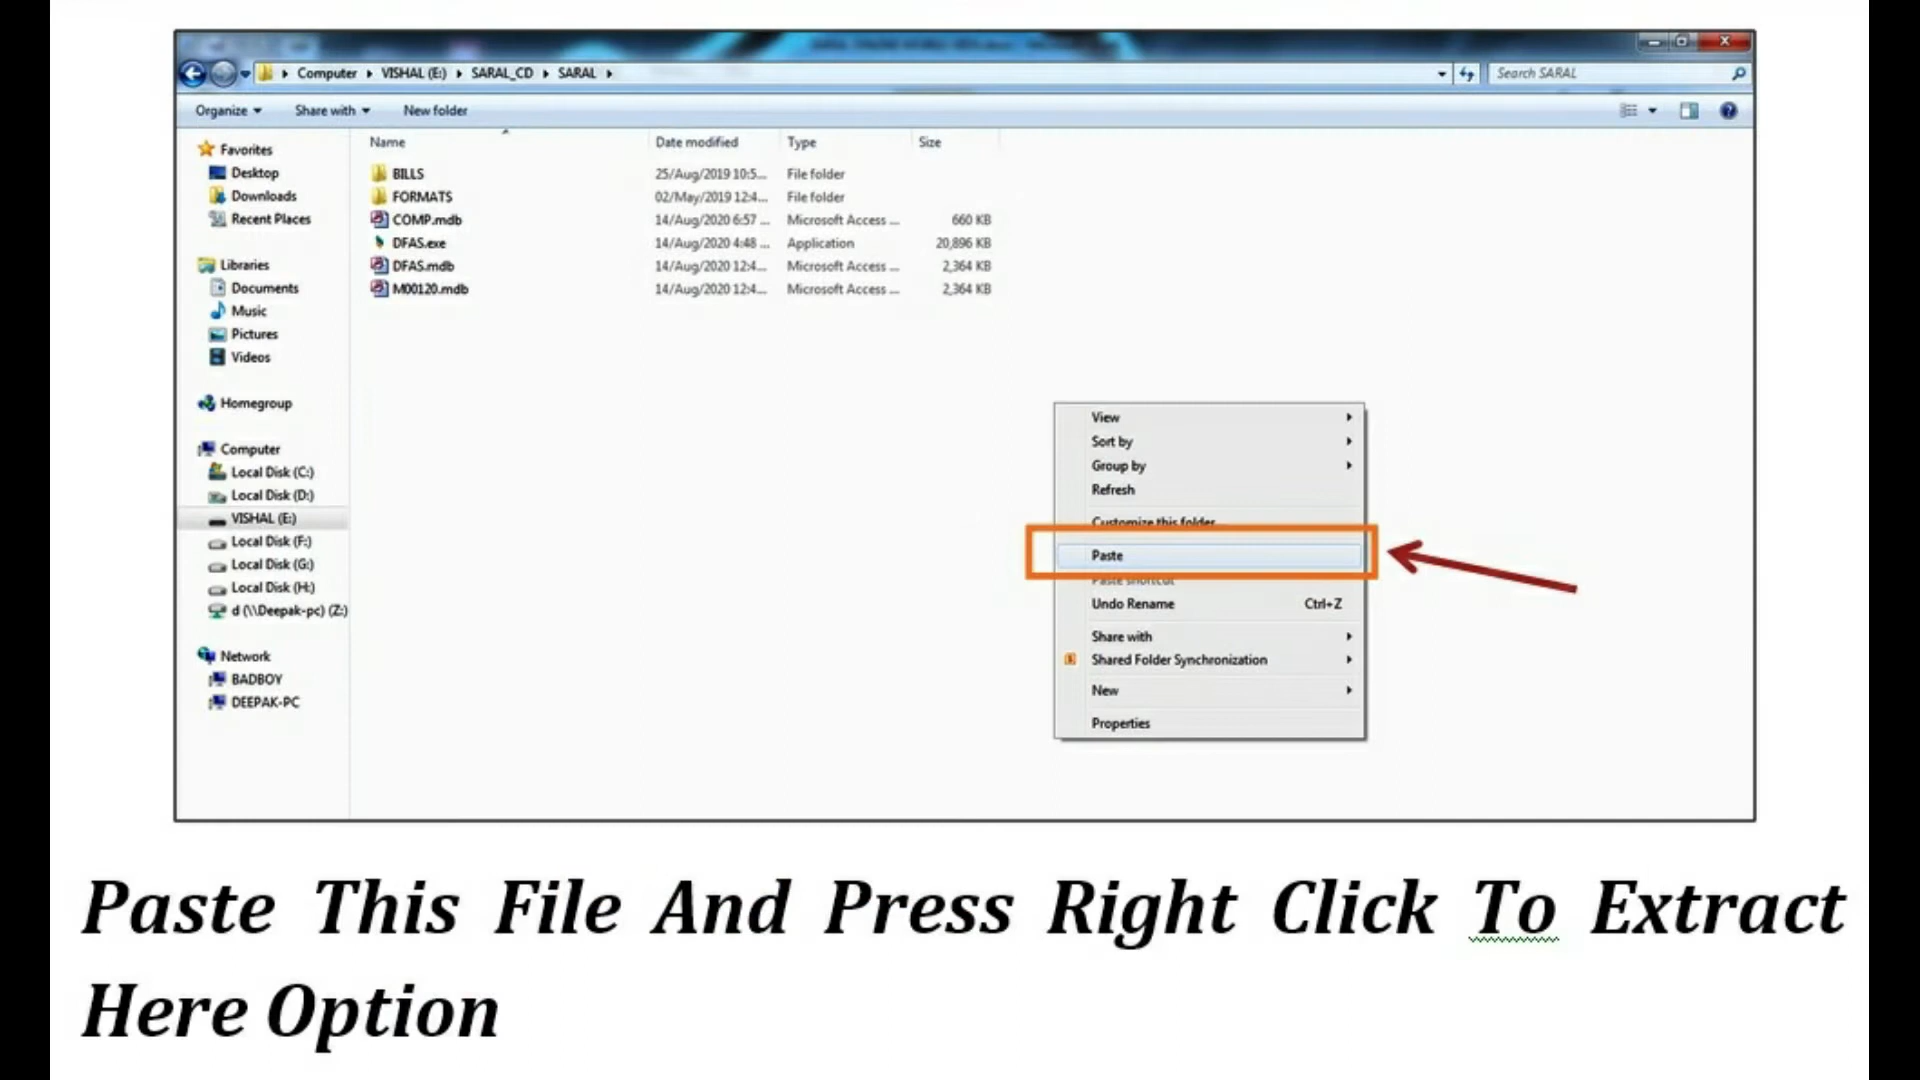 Computer VISHAL (E:) SARAL_CD SARAL
Search SARAL
Organize Share with New folder
Name Date modified Type Size
Favorites
Desktop
Downloads
Recent Places
Libraries
Documents
Music
Pictures
Videos
Homegroup
Computer
Local Disk (C:)
Local Disk (D:)
VISHAL (E:)
Local Disk (F:)
Local Disk (G:)
Local Disk (H:)
d (\\Deepak-pc) (Z:)
Network
BADBOY
DEEPAK-PC
BILLS 25/Aug/2019 10:5... File folder
FORMATS 02/May/2019 12:4... File folder
COMP.mdb 14/Aug/2020 6:57 ... Microsoft Access ... 660 KB
DFAS.exe 14/Aug/2020 4:48 ... Application 20,896 KB
DFAS.mdb 14/Aug/2020 12:4... Microsoft Access ... 2,364 KB
M00120.mdb 14/Aug/2020 12:4... Microsoft Access ... 2,364 KB
View
Sort by
Group by
Refresh
Customize this folder...
Paste
Paste shortcut
Undo Rename Ctrl+Z
Share with
Shared Folder Synchronization
New
Properties
Paste This File And Press Right Click To Extract
Here Option